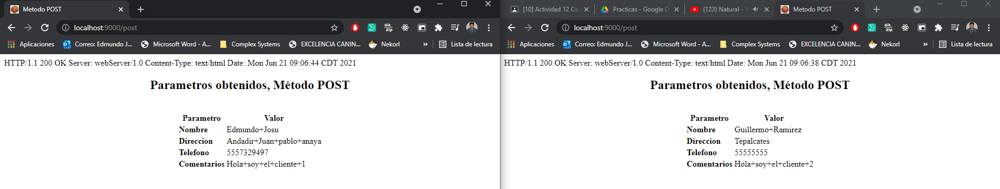 Metodo POST
localhost:9000/post
Git Zip
Aplicaciones
Correo: Edmundo J...
Microsoft Word - A...
Complex Systems
EXCELENCIA CANIN...
Nekorl
»
Lista de lectura
HTTP/1.1 200 OK Server: webServer/1.0 Content-Type: text/html Date: Mon Jun 21 09:06:44 CDT 2021
Parametros obtenidos, Método POST
Parametro Valor
Nombre Edmundo+Josu
Direccion Andadir+Juan+pablo+anaya
Telefono 5557329497
Comentarios Hola+soy+el+cliente+1
[10] Actividad 12 Cal
Practicas - Google D
(123) Natural - Y
Metodo POST
localhost:9000/post
Git Zip
Aplicaciones
Correo: Edmundo J...
Microsoft Word - A...
Complex Systems
EXCELENCIA CANIN...
Nekorl
»
Lista de lectura
HTTP/1.1 200 OK Server: webServer/1.0 Content-Type: text/html Date: Mon Jun 21 09:06:38 CDT 2021
Parametros obtenidos, Método POST
Parametro Valor
Nombre Guillermo+Ramirez
Direccion Tepalcates
Telefono 55555555
Comentarios Hola+soy+el+cliente+2